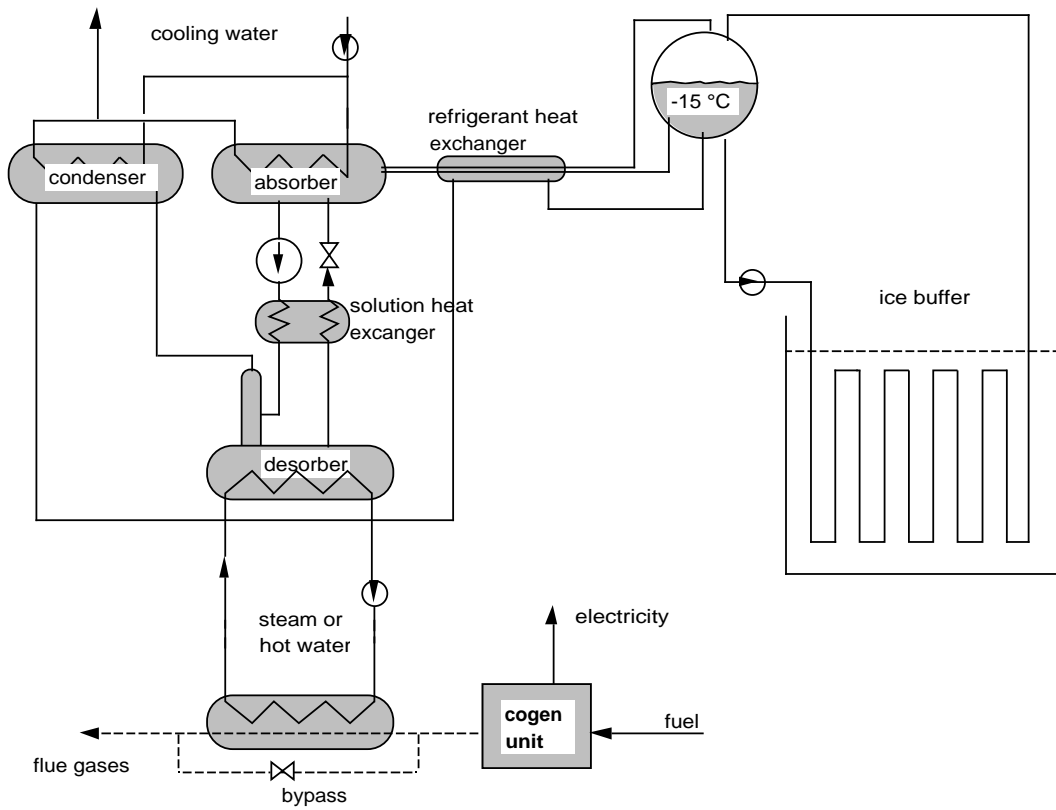 cooling water
-15 °C
refrigerant heat
exchanger
condenser
absorber
solution heat
excanger
ice buffer
desorber
steam or
hot water
electricity
cogen
unit
fuel
flue gases
bypass